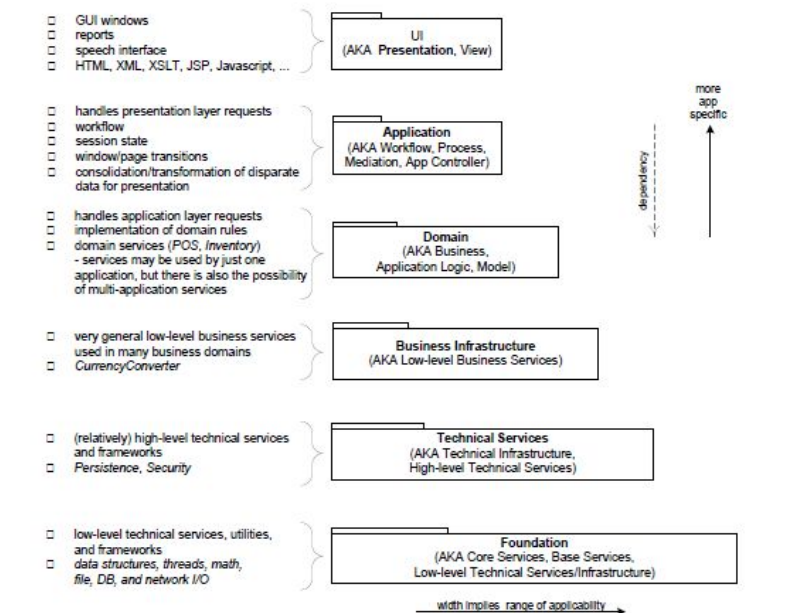 GUI windows
reports
speech interface
HTML, XML, XSLT, JSP, Javascript, ...
UI
(AKA Presentation, View)
handles presentation layer requests
workflow
session state
window/page transitions
consolidation/transformation of disparate
data for presentation
Application
(AKA Workflow, Process,
Mediation, App Controller)
more
app
specific
dependency
handles application layer requests
implementation of domain rules
domain services (POS, Inventory)
- services may be used by just one
application, but there is also the possibility
of multi-application services
Domain
(AKA Business,
Application Logic, Model)
very general low-level business services
used in many business domains
CurrencyConverter
Business Infrastructure
(AKA Low-level Business Services)
(relatively) high-level technical services
and frameworks
Persistence, Security
Technical Services
(AKA Technical Infrastructure,
High-level Technical Services)
low-level technical services, utilities,
and frameworks
data structures, threads, math,
file, DB, and network I/O
Foundation
(AKA Core Services, Base Services,
Low-level Technical Services/Infrastructure)
width implies range of applicability